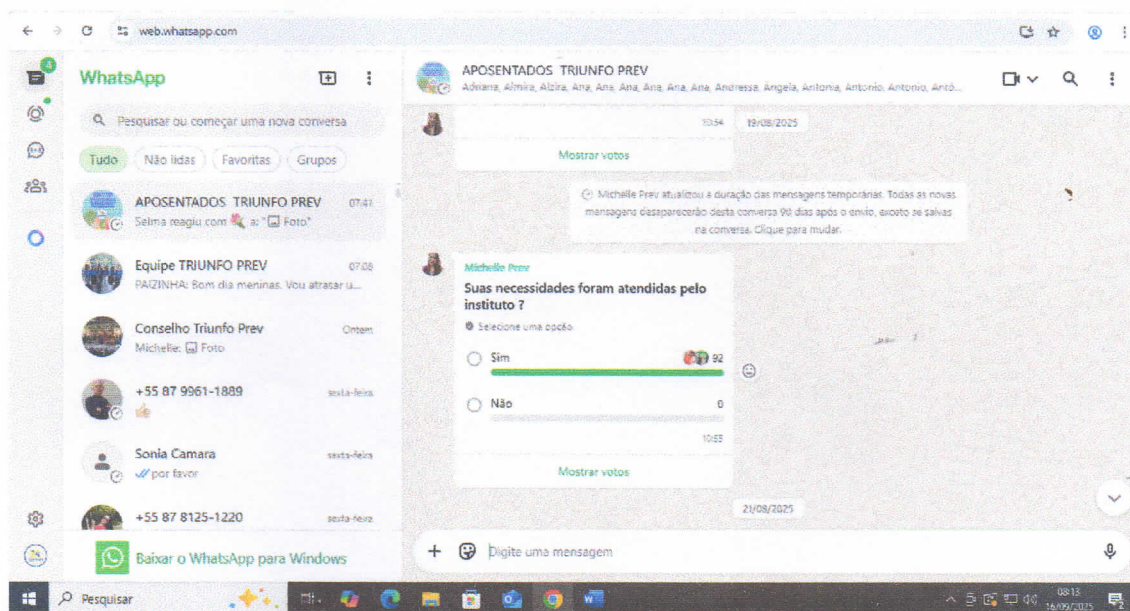 web.whatsapp.com
4
WhatsApp
Pesquisar ou começar uma nova conversa
Tudo
Não lidas
Favoritas
Grupos
APOSENTADOS TRIUNFO PREV 07:41
Selma reagiu com a: "Foto"
Equipe TRIUNFO PREV 07:08
PAIZINHA: Bom dia meninas. Vou atrasar u...
Conselho Triunfo Prev Ontem
Michelle: Foto
+55 87 9961-1889 sexta-feira
Sonia Camara sexta-feira
por favor
+55 87 8125-1220 sexta-feira
Baixar o WhatsApp para Windows
APOSENTADOS TRIUNFO PREV
Adriana, Almira, Alzira, Ana, Ana, Ana, Ana, Ana, Ana, Andressa, Angela, Antonia, Antonio, Antonio, Antô...
10:54
19/08/2025
Mostrar votos
Michelle Prev atualizou a duração das mensagens temporárias. Todas as novas
mensagens desaparecerão desta conversa 90 dias após o envio, exceto se salvas
na conversa. Clique para mudar.
Michelle Prev
Suas necessidades foram atendidas pelo
instituto ?
Selecione uma opção
Sim 92
Não 0
10:55
Mostrar votos
21/08/2025
Digite uma mensagem
Pesquisar
08:13
16/09/2025